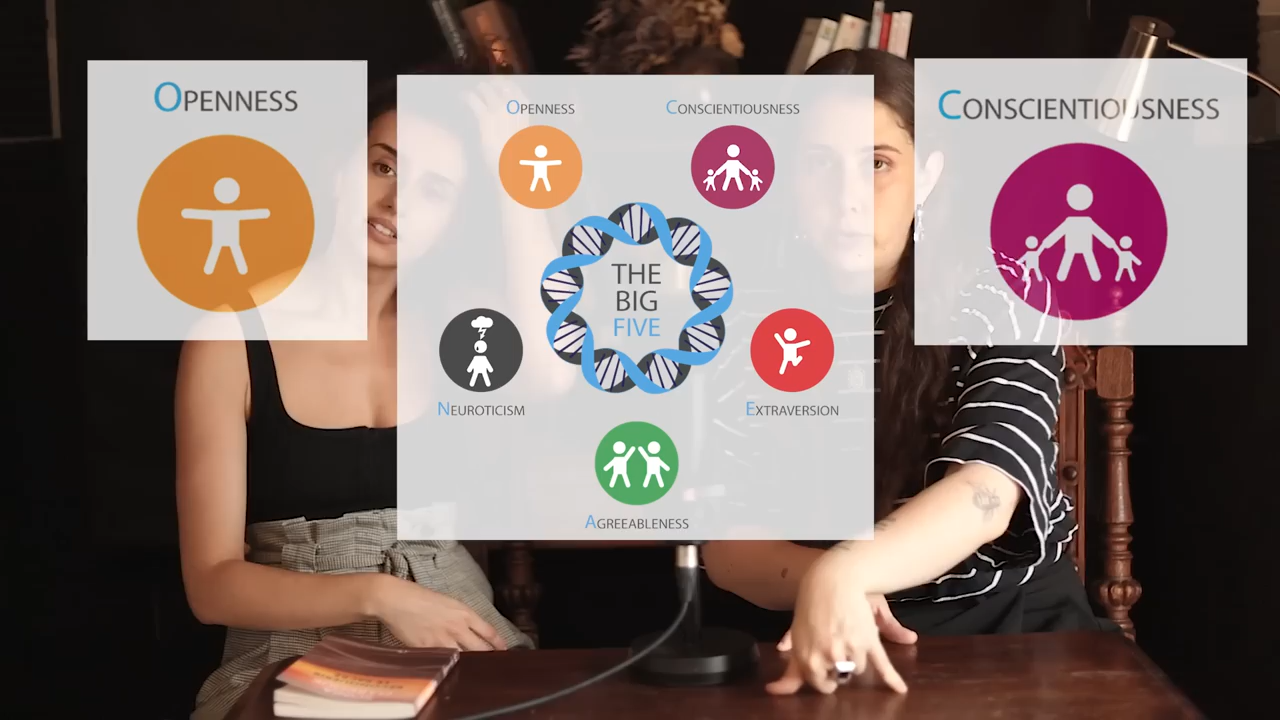 OPENNESS
OPENNESS
CONSCIENTIOUSNESS
CONSCIENTIOUSNESS
THE
BIG
FIVE
NEUROTICISM
EXTRAVERSION
AGREEABLENESS